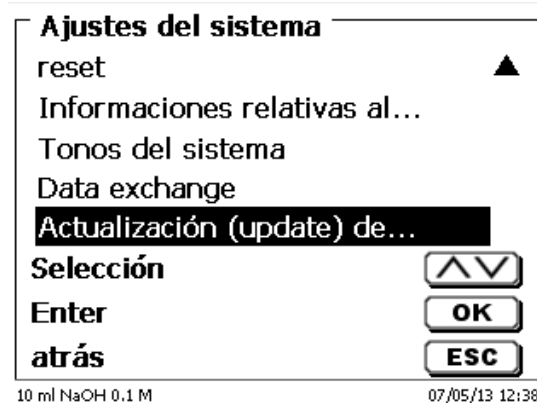 Ajustes del sistema
reset
Informaciones relativas al...
Tonos del sistema
Data exchange
Actualización (update) de...
Selección
Enter OK
atrás ESC
10 ml NaOH 0.1 M 07/05/13 12:38